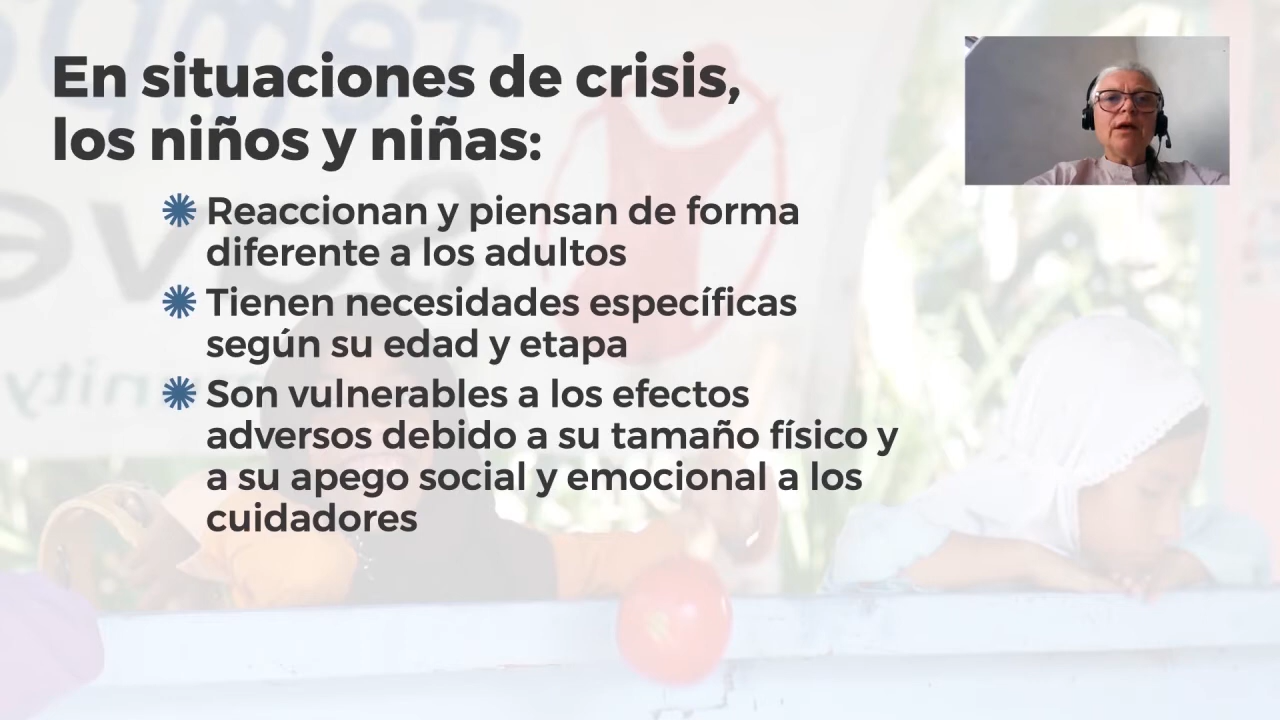 En situaciones de crisis,
los niños y niñas:
Reaccionan y piensan de forma
diferente a los adultos
Tienen necesidades específicas
según su edad y etapa
Son vulnerables a los efectos
adversos debido a su tamaño físico y
a su apego social y emocional a los
cuidadores